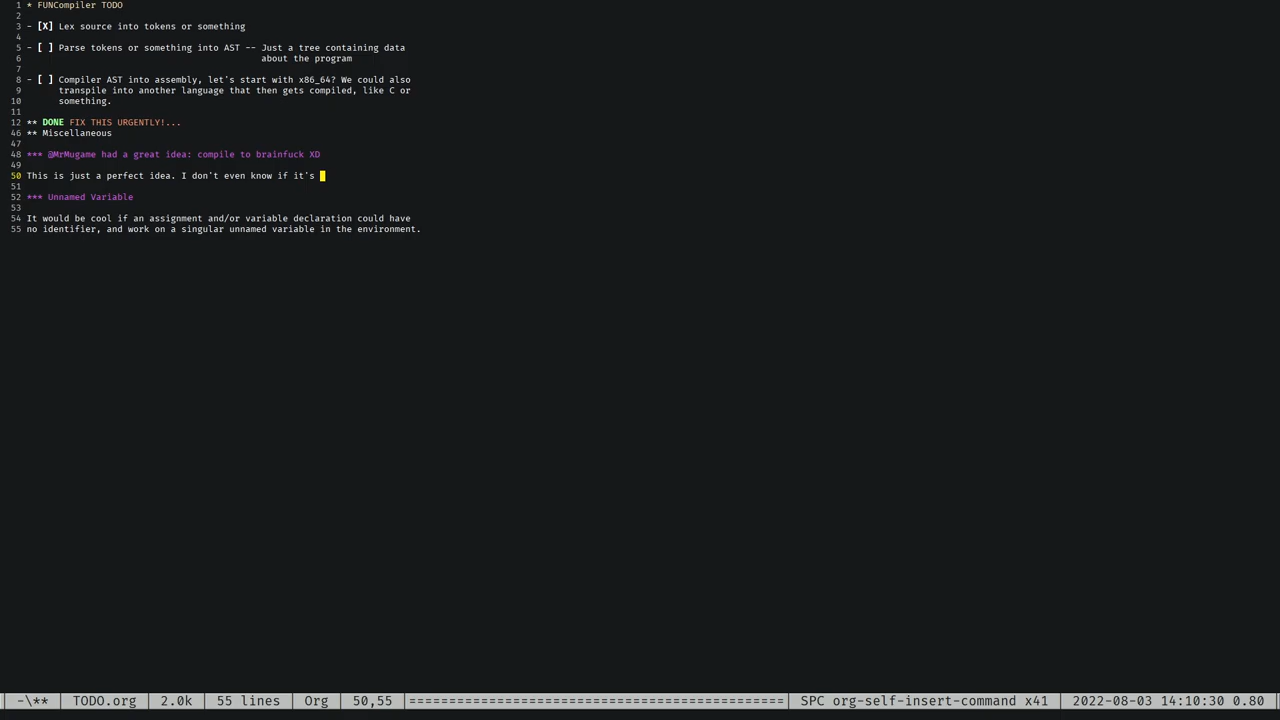 1 * FUNCompiler TODO
2
3 - [X] Lex source into tokens or something
4
5 - [ ] Parse tokens or something into AST -- Just a tree containing data
6 about the program
7
8 - [ ] Compiler AST into assembly, let's start with x86_64? We could also
9 transpile into another language that then gets compiled, like C or
10 something.
11
12 ** DONE FIX THIS URGENTLY!...
46 ** Miscellaneous
47
48 *** @MrMugame had a great idea: compile to brainfuck XD
49
50 This is just a perfect idea. I don't even know if it's
51
52 *** Unnamed Variable
53
54 It would be cool if an assignment and/or variable declaration could have
55 no identifier, and work on a singular unnamed variable in the environment.
-\** TODO.org 2.0k 55 lines Org 50,55 ======================================== SPC org-self-insert-command x41 2022-08-03 14:10:30 0.80